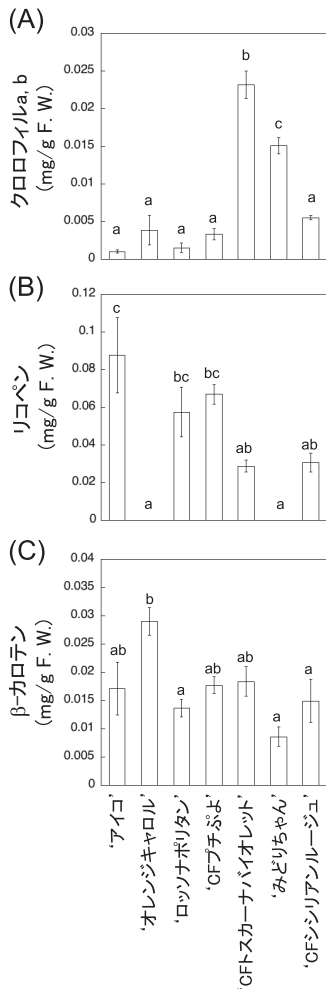 (A)
クロロフィルa, b
(mg/g F. W.)
0.03
0.025
0.02
0.015
0.01
0.005
0
a
a
a
a
b
c
a
(B)
リコペン
(mg/g F. W.)
0.12
0.1
0.08
0.06
0.04
0.02
0
c
a
bc
bc
ab
a
ab
(C)
β-カロテン
(mg/g F. W.)
0.04
0.035
0.03
0.025
0.02
0.015
0.01
0.005
0
ab
b
a
ab
ab
a
a
‘アイコ’
‘オレンジキャロル’
‘ロッソナポリタン’
‘CFプチぷよ’
‘CFトスカーナバイオレット’
‘みどりちゃん’
‘CFシシリアンルージュ’